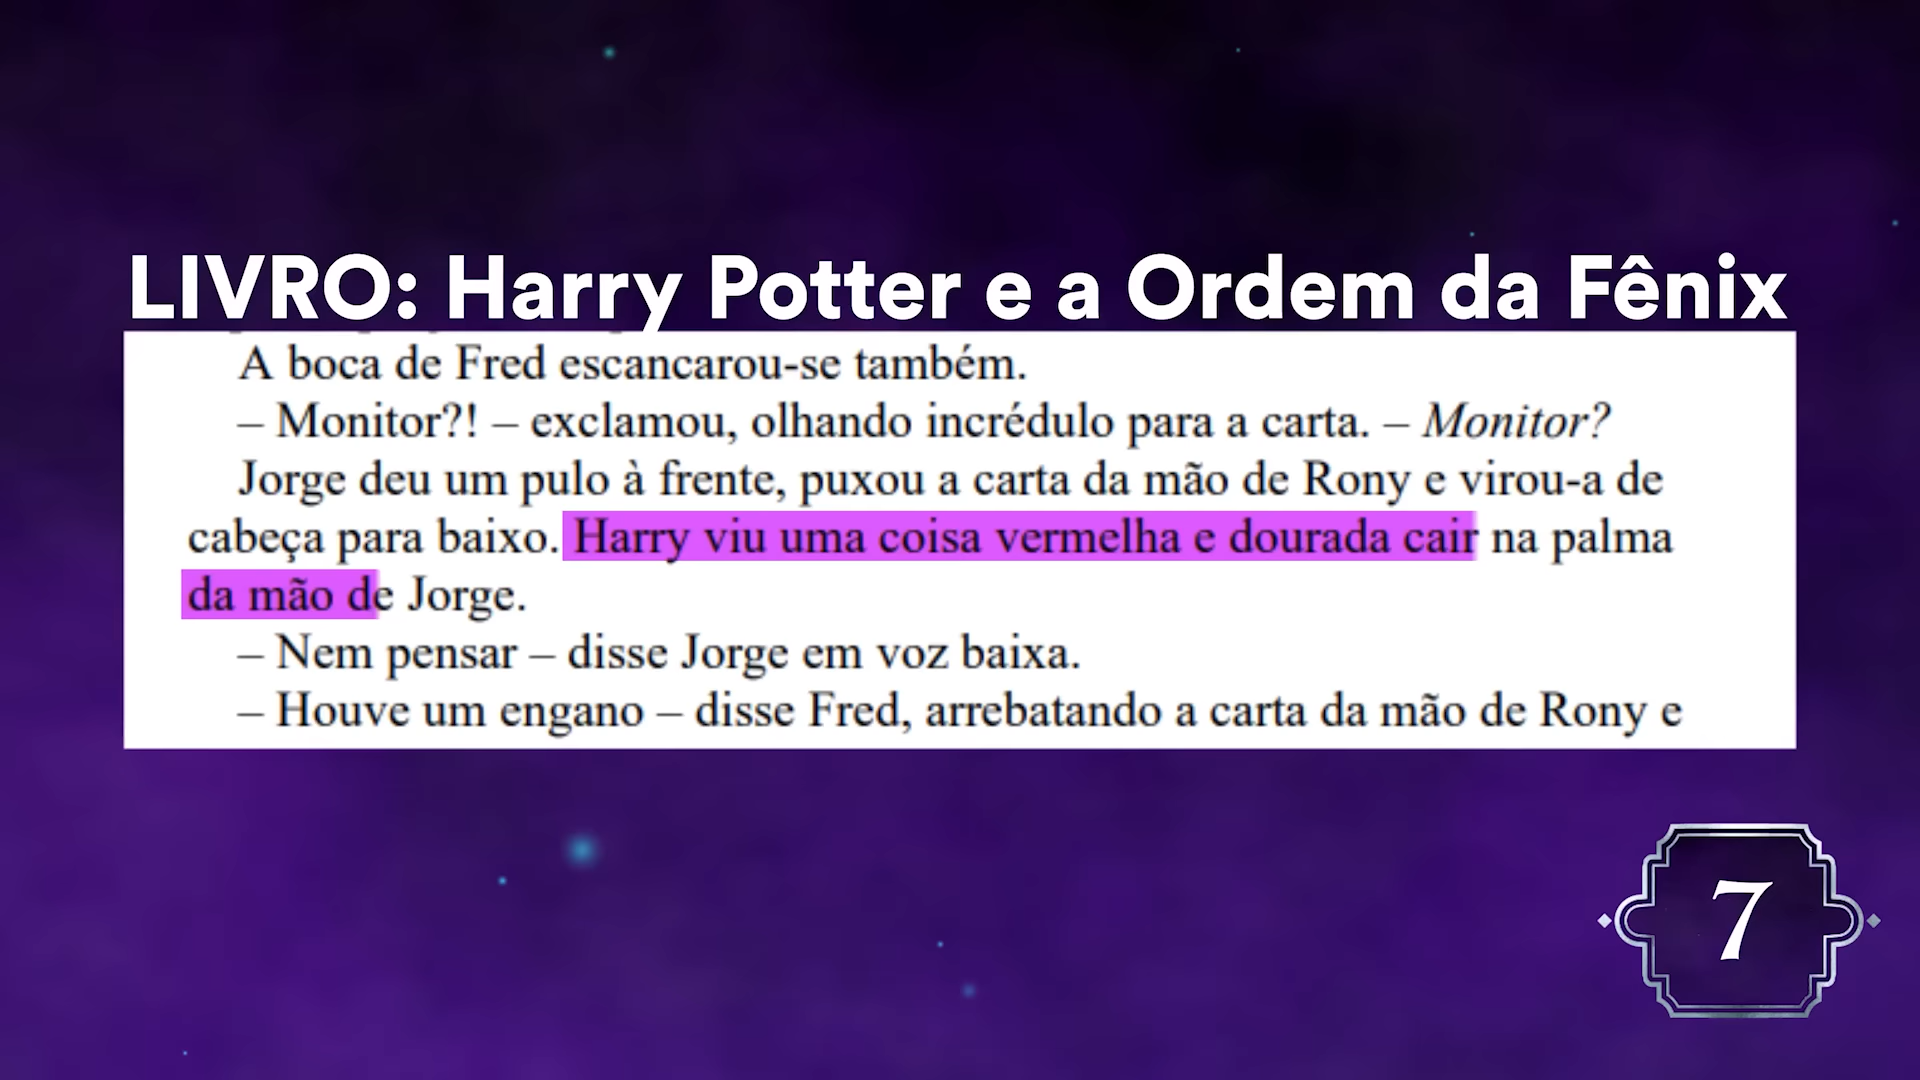 LIVRO: Harry Potter e a Ordem da Fênix
A boca de Fred escancarou-se também.
– Monitor?! – exclamou, olhando incrédulo para a carta. – Monitor?
Jorge deu um pulo à frente, puxou a carta da mão de Rony e virou-a de
cabeça para baixo. Harry viu uma coisa vermelha e dourada cair na palma
da mão de Jorge.
– Nem pensar – disse Jorge em voz baixa.
– Houve um engano – disse Fred, arrebatando a carta da mão de Rony e
7